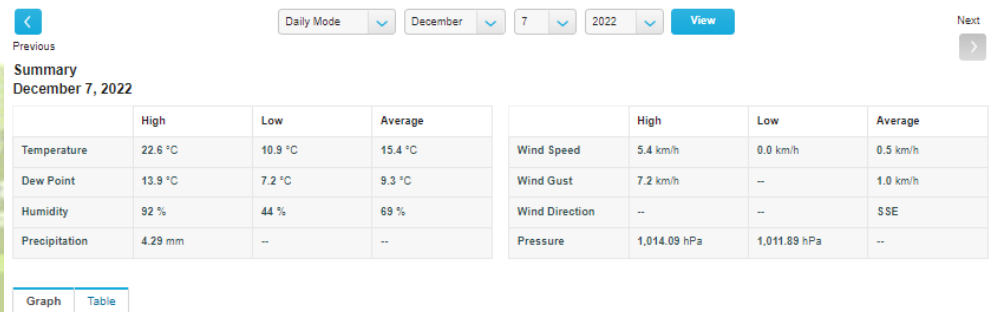 Daily Mode December 7 2022 View Next
Previous
Summary
December 7, 2022
High Low Average
Temperature 22.6 °C 10.9 °C 15.4 °C
Dew Point 13.9 °C 7.2 °C 9.3 °C
Humidity 92 % 44 % 69 %
Precipitation 4.29 mm -- --
High Low Average
Wind Speed 5.4 km/h 0.0 km/h 0.5 km/h
Wind Gust 7.2 km/h -- 1.0 km/h
Wind Direction -- -- SSE
Pressure 1,014.09 hPa 1,011.89 hPa --
Graph Table